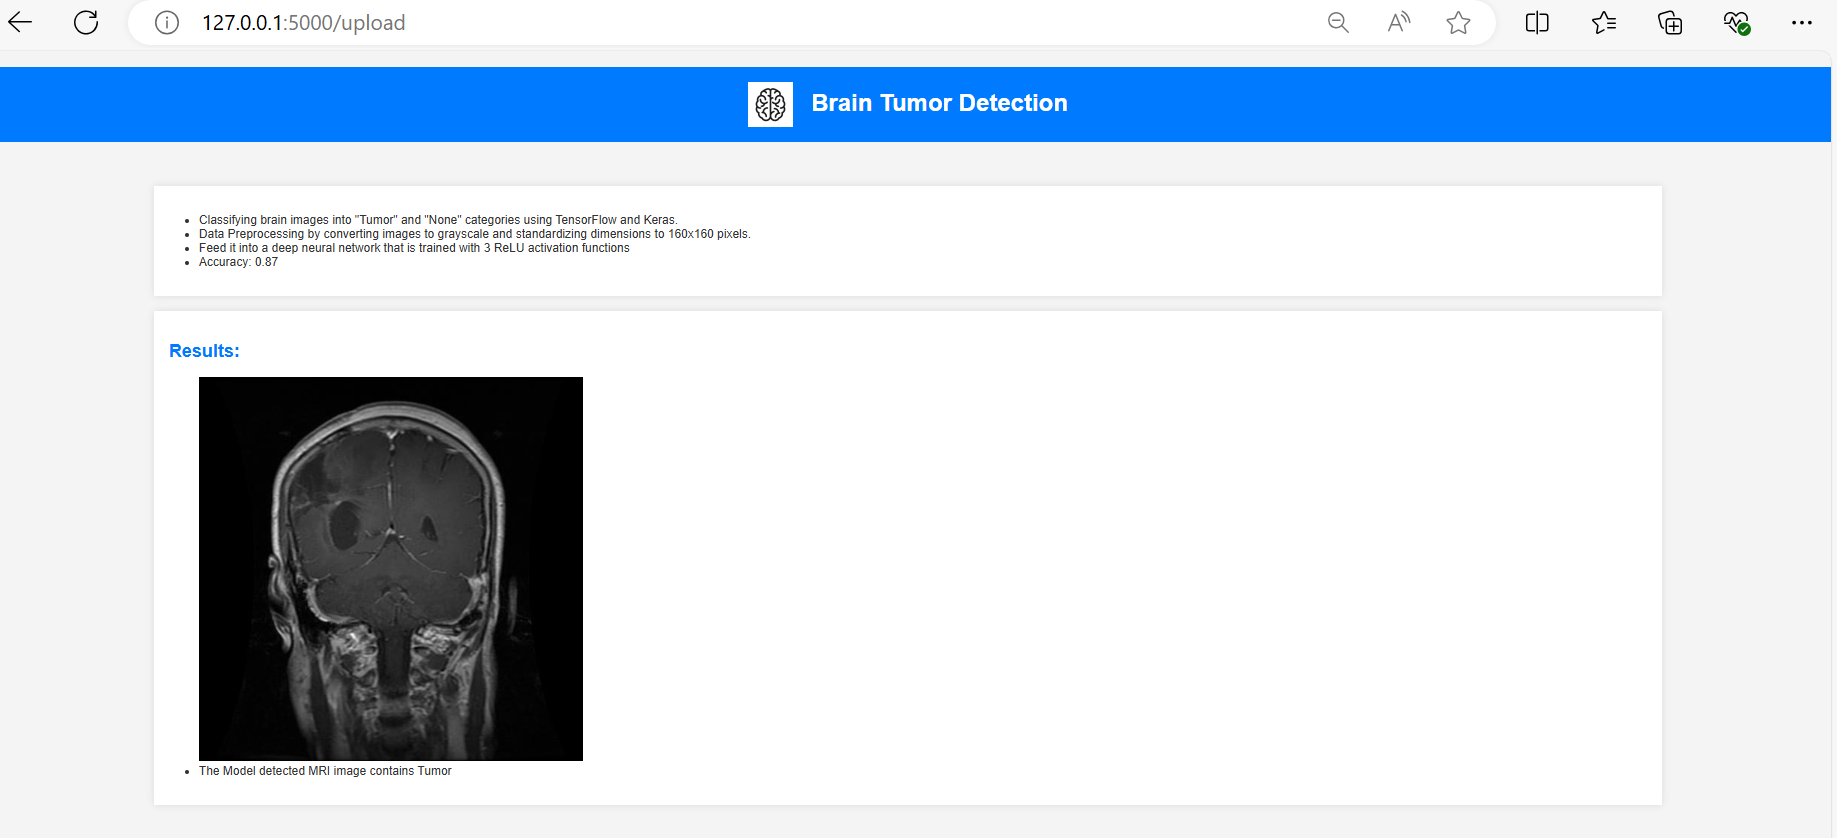 127.0.0.1:5000/upload
Brain Tumor Detection
Classifying brain images into "Tumor" and "None" categories using TensorFlow and Keras.
Data Preprocessing by converting images to grayscale and standardizing dimensions to 160x160 pixels.
Feed it into a deep neural network that is trained with 3 ReLU activation functions
Accuracy: 0.87
Results:
The Model detected MRI image contains Tumor